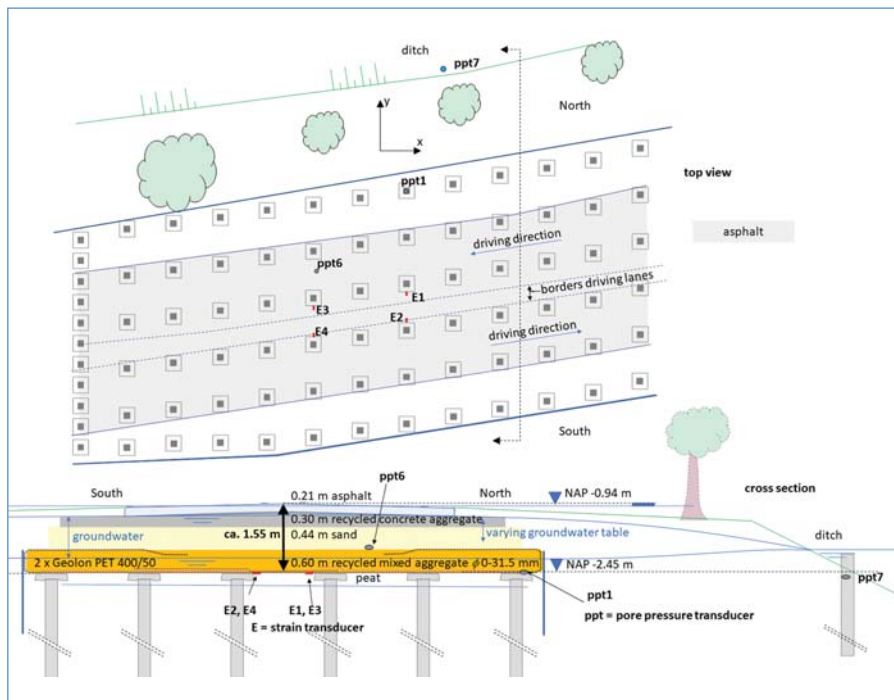 ditch
ppt7
y
x
North
ppt1
top view
driving direction
asphalt
ppt6
E1
borders driving lanes
E3
E2
E4
driving direction
South
ppt6
South
0.21 m asphalt
North
NAP -0.94 m
cross section
0.30 m recycled concrete aggregate
groundwater
ca. 1.55 m
0.44 m sand
varying groundwater table
ditch
2 x Geolon PET 400/50
0.60 m recycled mixed aggregate ϕ 0-31.5 mm
NAP -2.45 m
peat
ppt7
E2, E4
E1, E3
ppt1
E = strain transducer
ppt = pore pressure transducer